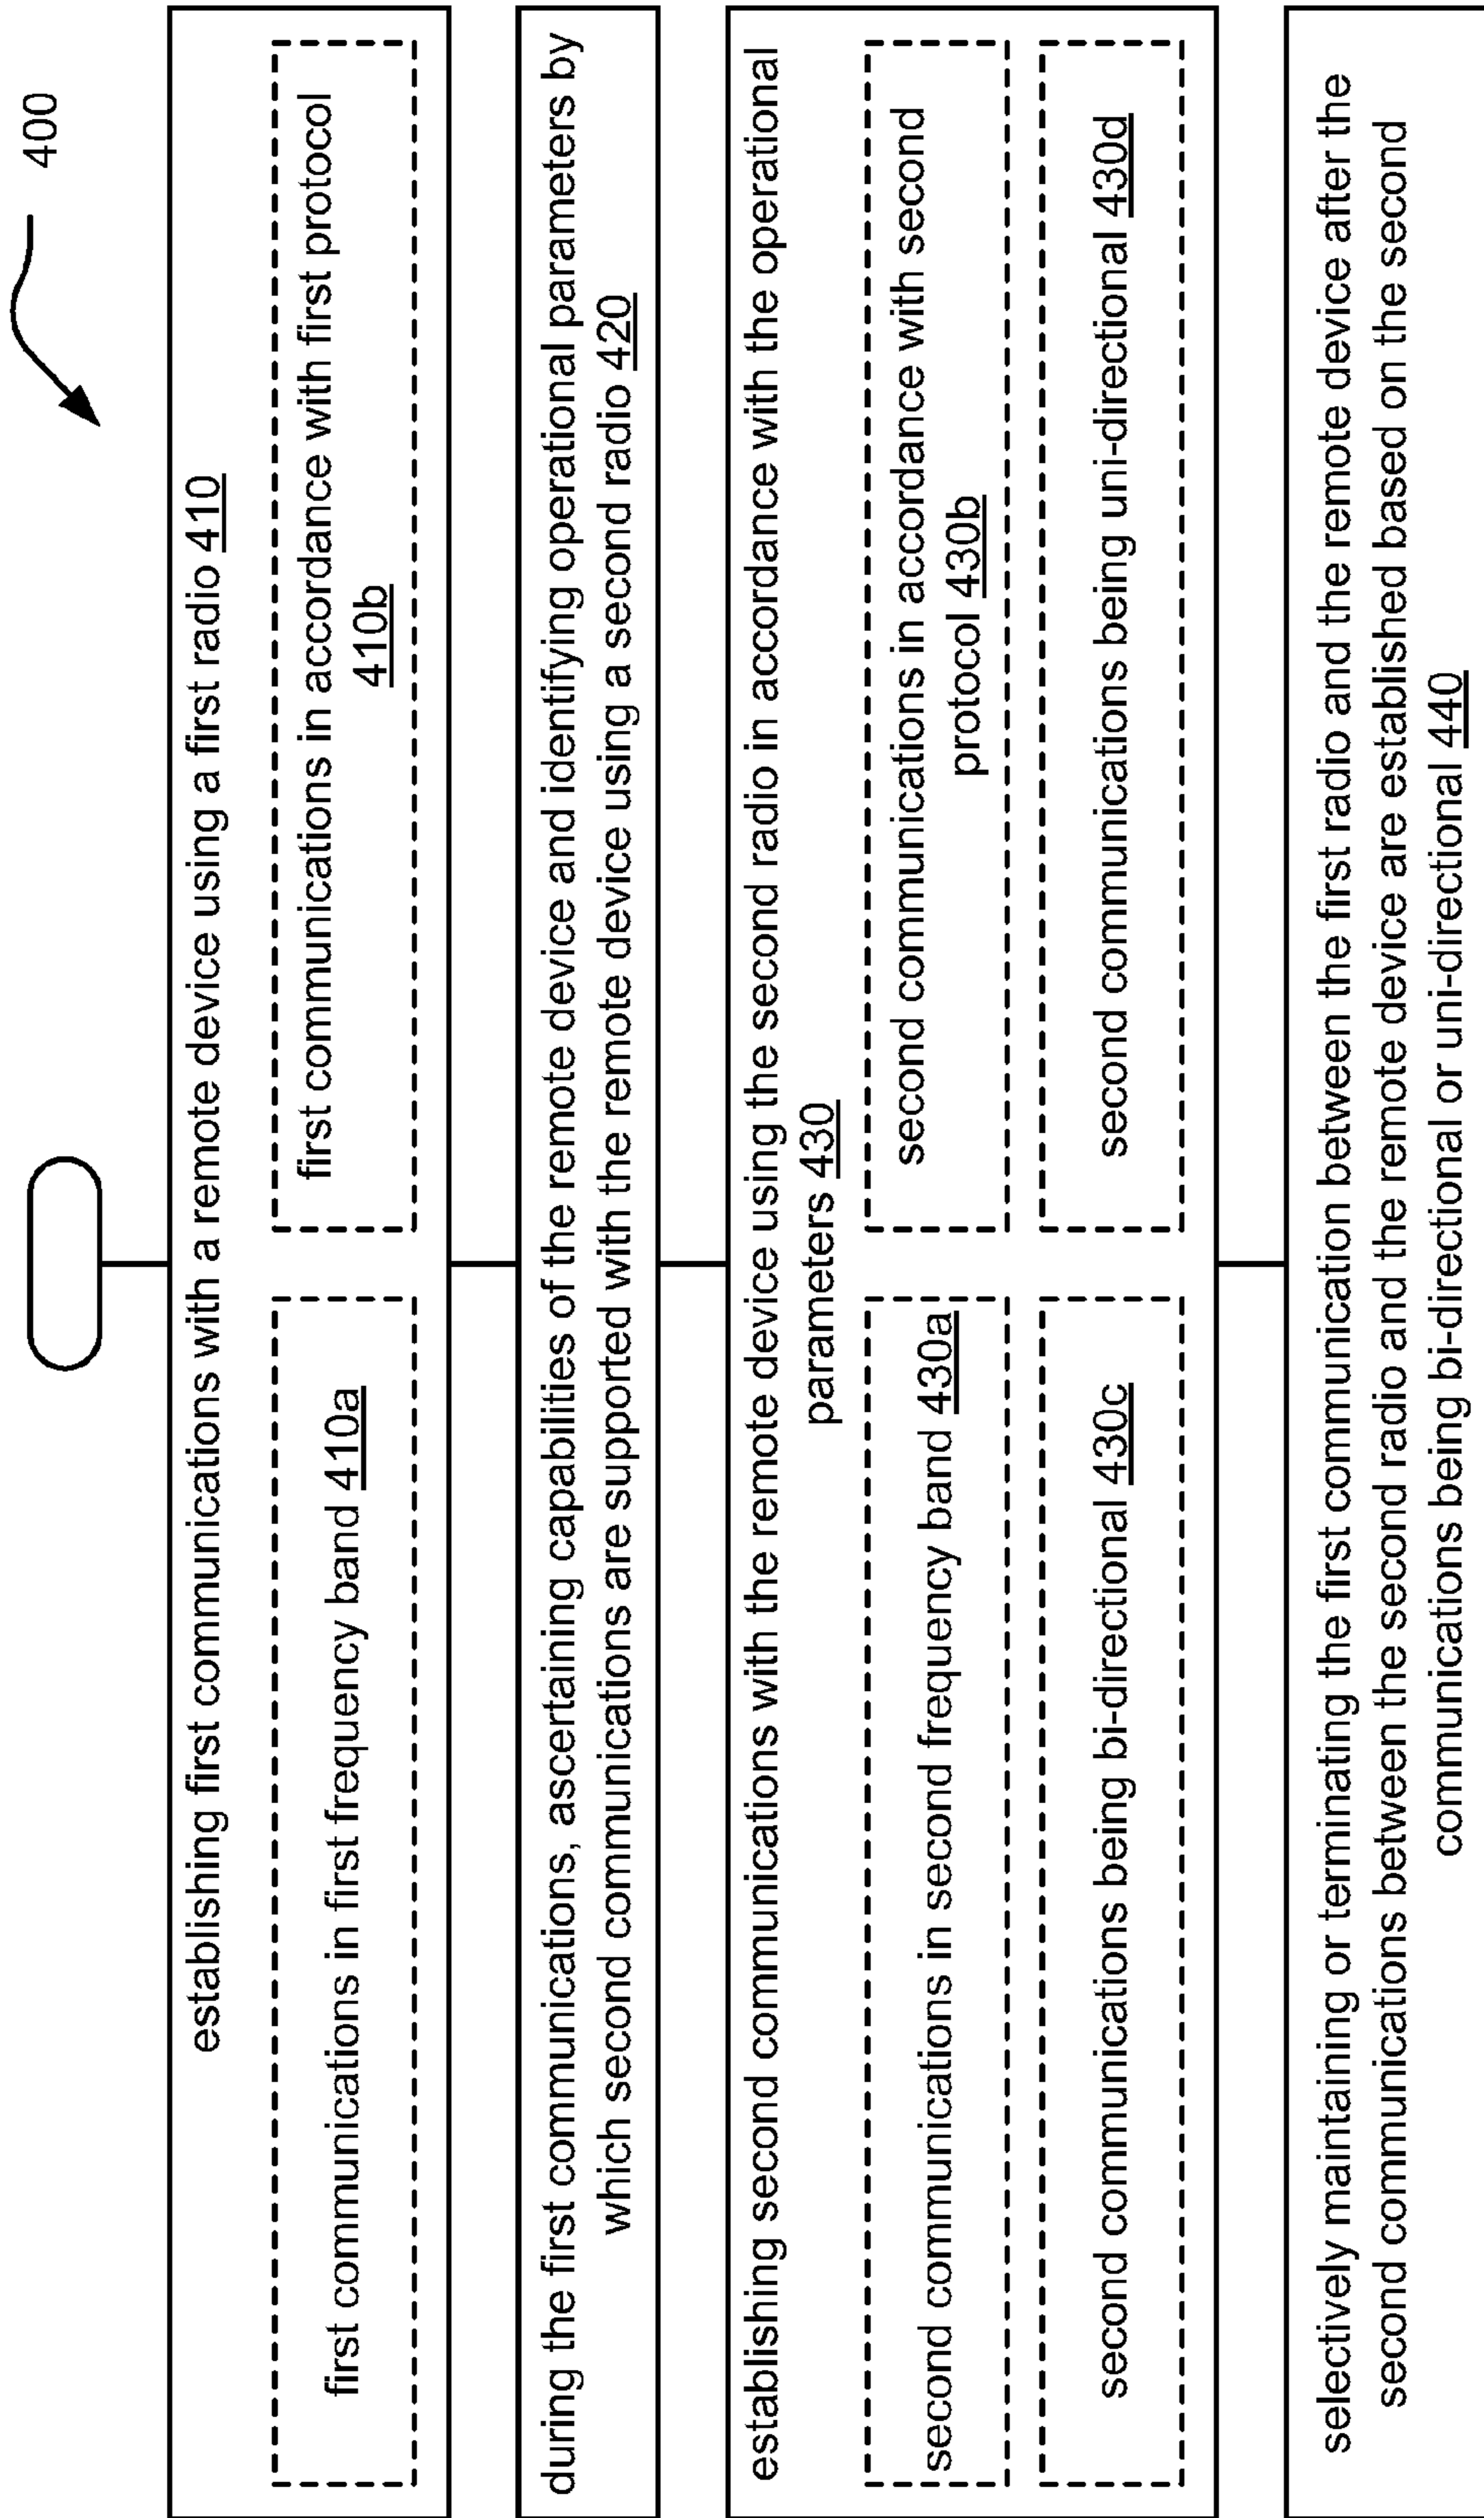 400
establishing first communications with a remote device using a first radio 410
first communications in first frequency band 410a
first communications in accordance with first protocol
410b
during the first communications, ascertaining capabilities of the remote device and identifying operational parameters by
which second communications are supported with the remote device using a second radio 420
establishing second communications with the remote device using the second radio in accordance with the operational
parameters 430
second communications in second frequency band 430a
second communications in accordance with second
protocol 430b
second communications being bi-directional 430c
second communications being uni-directional 430d
selectively maintaining or terminating the first communication between the first radio and the remote device after the
second communications between the second radio and the remote device are established based on the second
communications being bi-directional or uni-directional 440